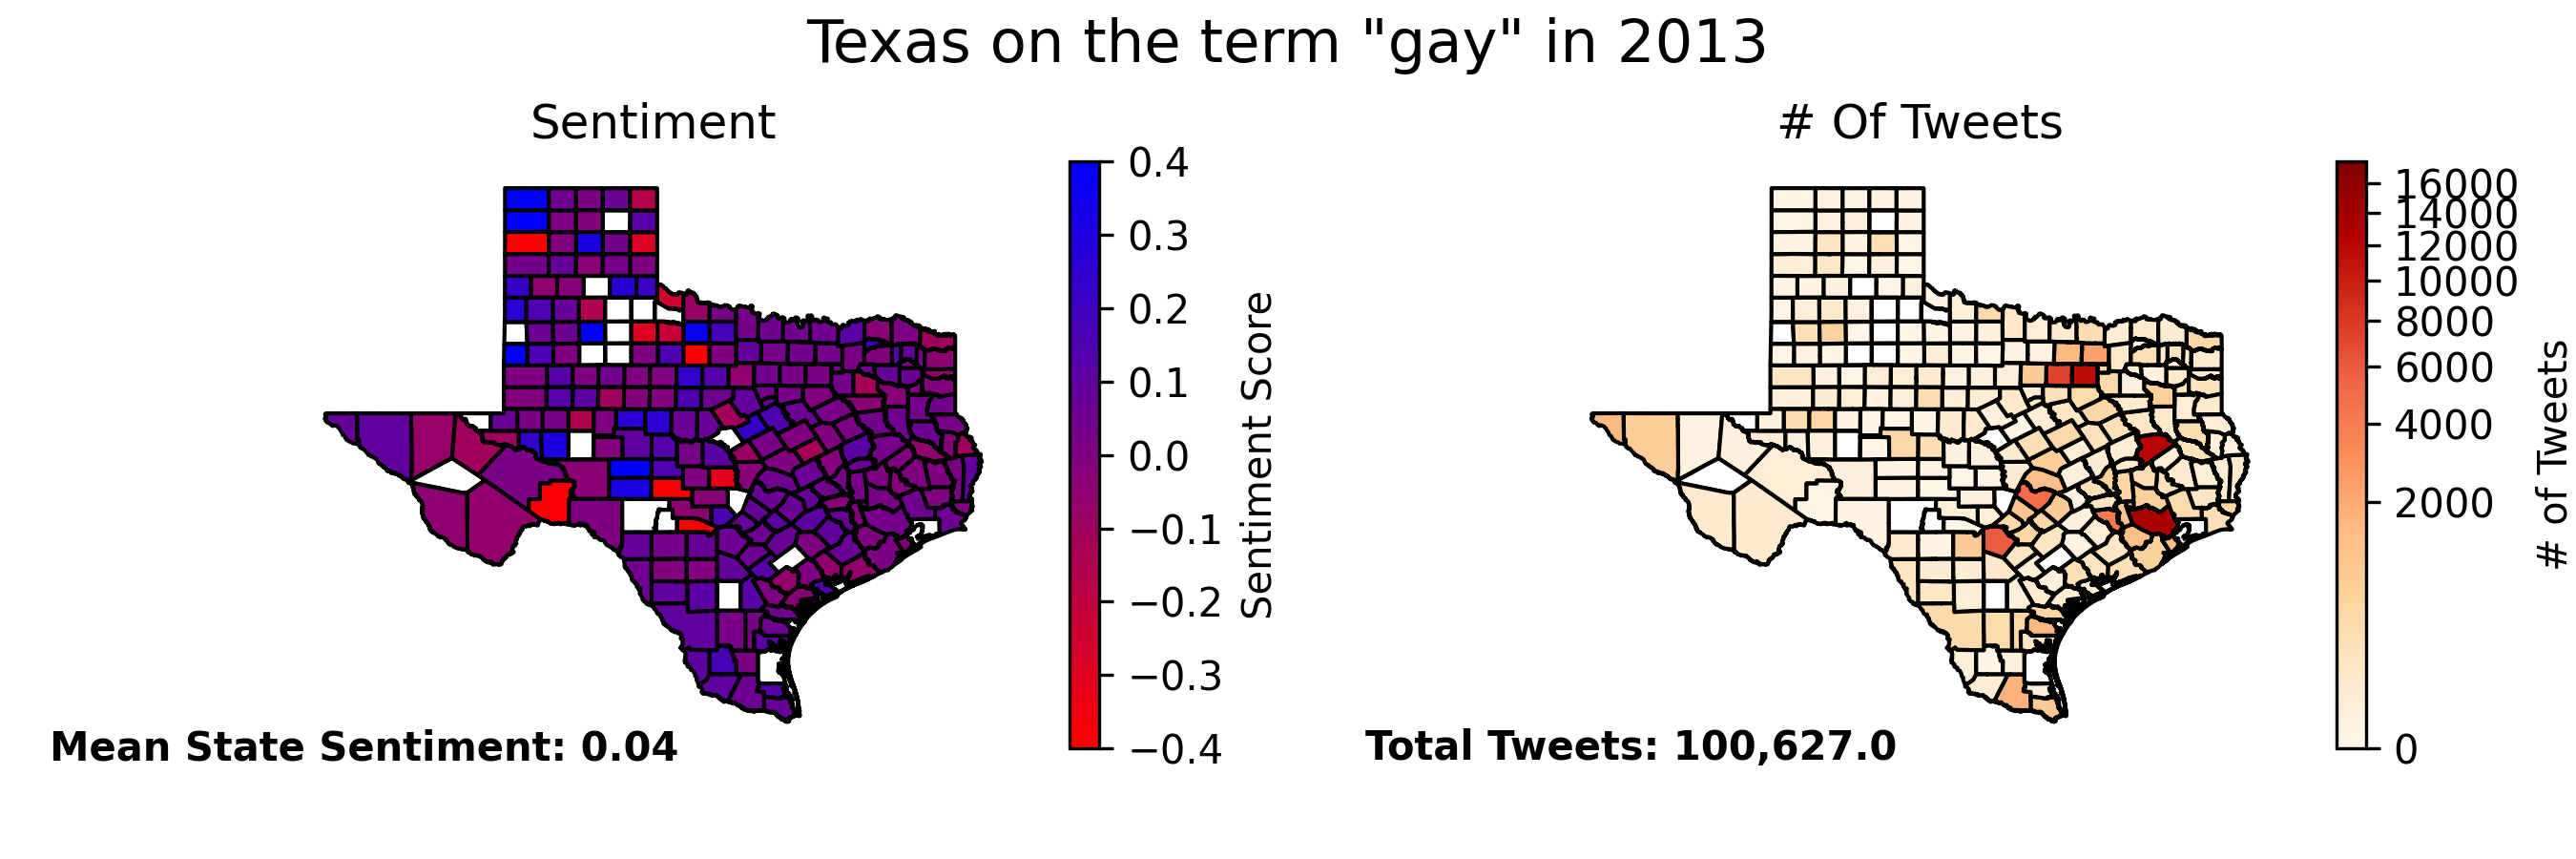 Texas on the term "gay" in 2013
Sentiment
0.4
0.3
0.2
0.1
0.0
−0.1
−0.2
−0.3
−0.4
Sentiment Score
Mean State Sentiment: 0.04
# Of Tweets
16000
14000
12000
10000
8000
6000
4000
2000
0
# of Tweets
Total Tweets: 100,627.0